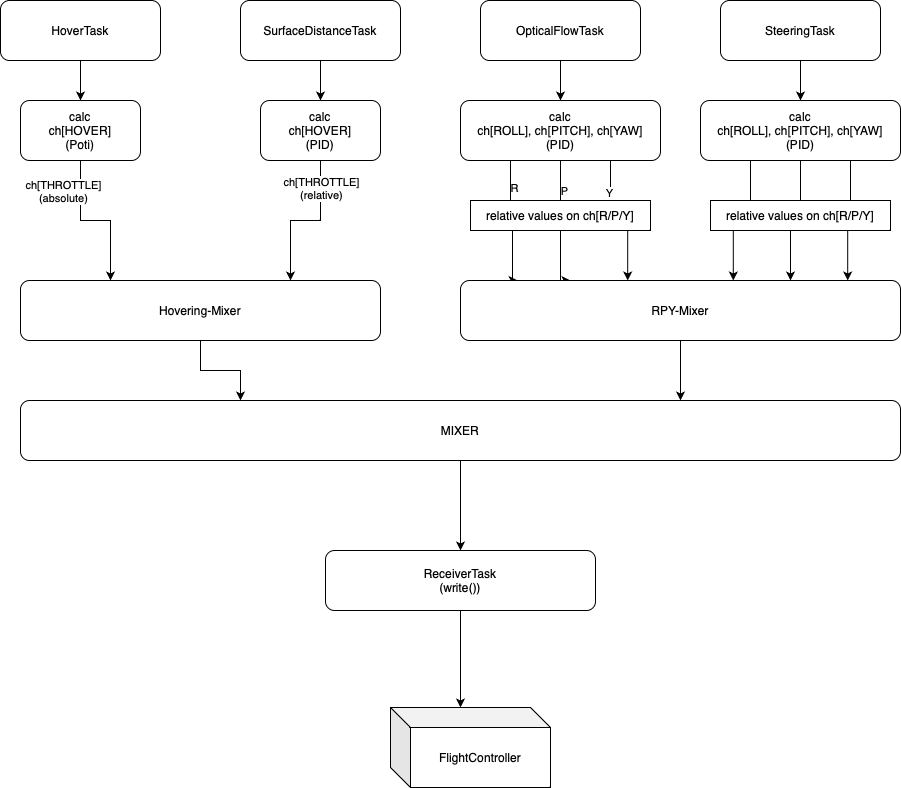 HoverTask
SurfaceDistanceTask
OpticalFlowTask
SteeringTask
calc
ch[HOVER]
(Poti)
calc
ch[HOVER]
(PID)
calc
ch[ROLL], ch[PITCH], ch[YAW]
(PID)
calc
ch[ROLL], ch[PITCH], ch[YAW]
(PID)
ch[THROTTLE]
(absolute)
ch[THROTTLE]
(relative)
R
P
Y
relative values on ch[R/P/Y]
relative values on ch[R/P/Y]
Hovering-Mixer
RPY-Mixer
MIXER
ReceiverTask
(write())
FlightController